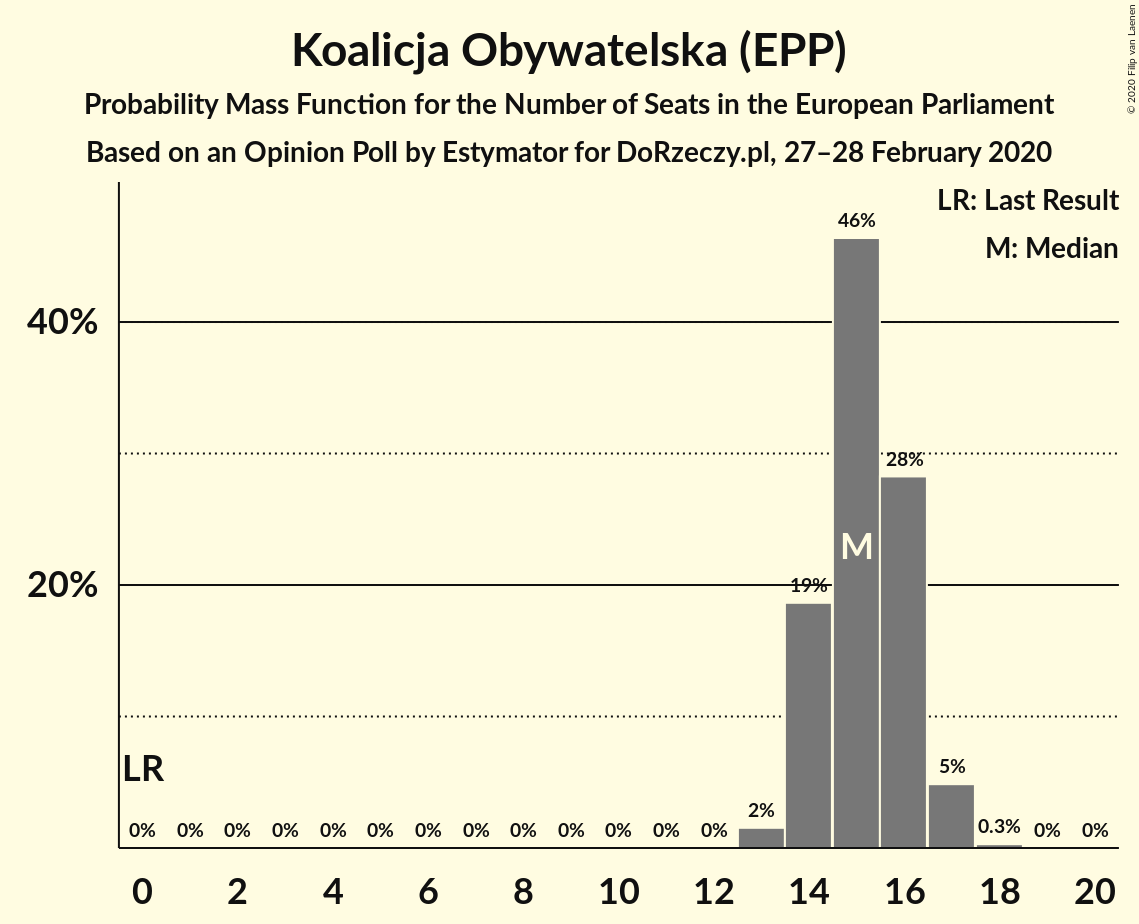 Koalicja Obywatelska (EPP)
Probability Mass Function for the Number of Seats in the European Parliament
Based on an Opinion Poll by Estymator for DoRzeczy.pl, 27–28 February 2020
© 2020 Filip van Laenen
LR: Last Result
M: Median
46%
40%
28%
M
20%
19%
LR
5%
2%
0% 0% 0% 0% 0% 0% 0% 0% 0% 0% 0% 0% 0% 0.3% 0% 0%
0 2 4 6 8 10 12 14 16 18 20